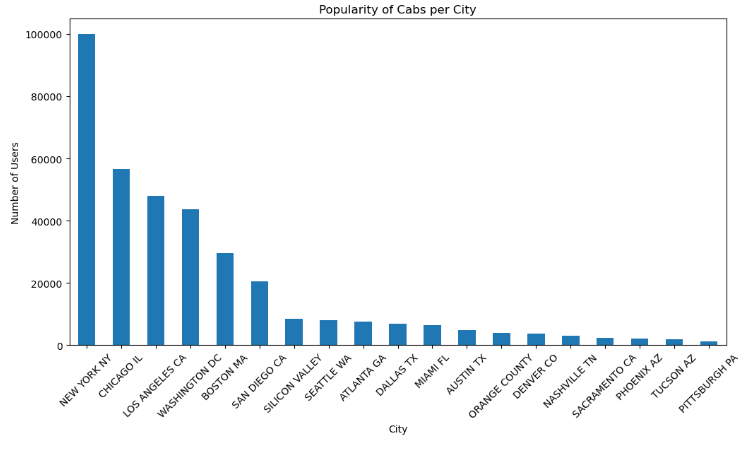 Popularity of Cabs per City
100000
80000
60000
40000
20000
0
Number of Users
NEW YORK NY
CHICAGO IL
LOS ANGELES CA
WASHINGTON DC
BOSTON MA
SAN DIEGO CA
SILICON VALLEY
SEATTLE WA
ATLANTA GA
DALLAS TX
MIAMI FL
AUSTIN TX
ORANGE COUNTY
DENVER CO
NASHVILLE TN
SACRAMENTO CA
PHOENIX AZ
TUCSON AZ
PITTSBURGH PA
City